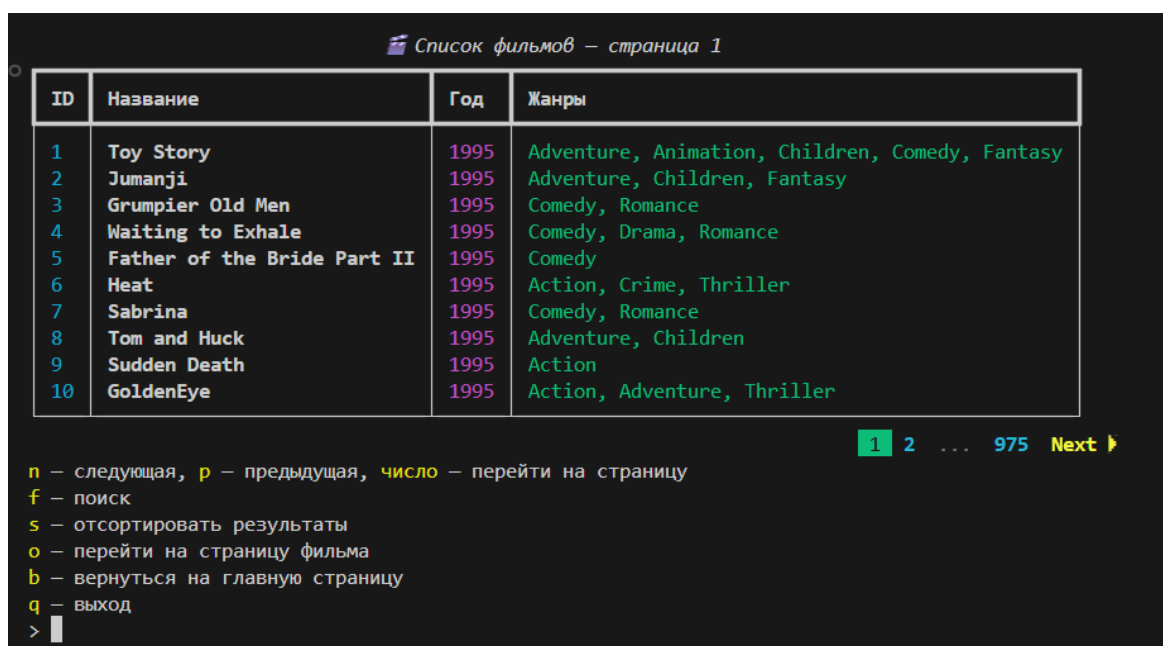 Список фильмов – страница 1
ID Название Год Жанры
1 Toy Story 1995 Adventure, Animation, Children, Comedy, Fantasy
2 Jumanji 1995 Adventure, Children, Fantasy
3 Grumpier Old Men 1995 Comedy, Romance
4 Waiting to Exhale 1995 Comedy, Drama, Romance
5 Father of the Bride Part II 1995 Comedy
6 Heat 1995 Action, Crime, Thriller
7 Sabrina 1995 Comedy, Romance
8 Tom and Huck 1995 Adventure, Children
9 Sudden Death 1995 Action
10 GoldenEye 1995 Action, Adventure, Thriller
1 2 ... 975 Next
n – следующая, p – предыдущая, число – перейти на страницу
f – поиск
s – отсортировать результаты
o – перейти на страницу фильма
b – вернуться на главную страницу
q – выход
>